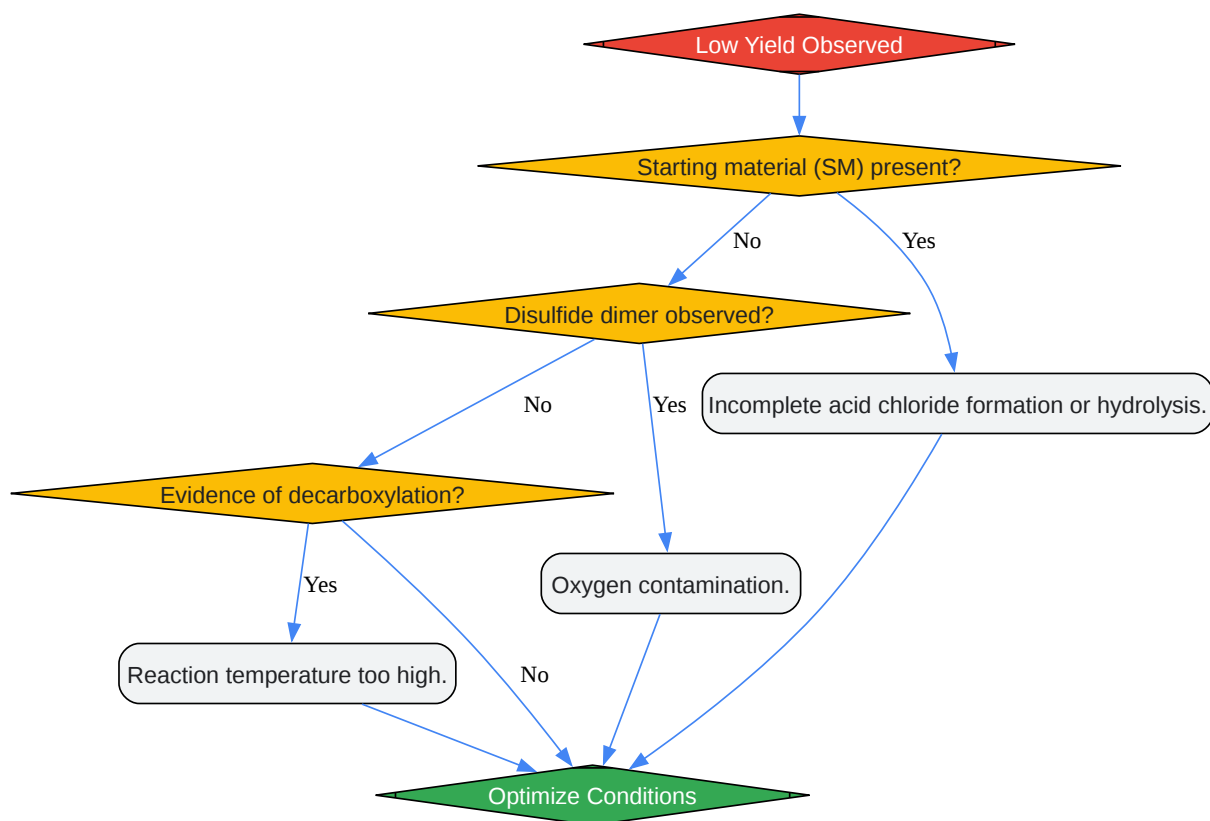 Low Yield Observed
Starting material (SM) present?
No
Yes
Disulfide dimer observed?
Incomplete acid chloride formation or hydrolysis.
No
Yes
Evidence of decarboxylation?
Oxygen contamination.
Yes
Reaction temperature too high.
No
Optimize Conditions